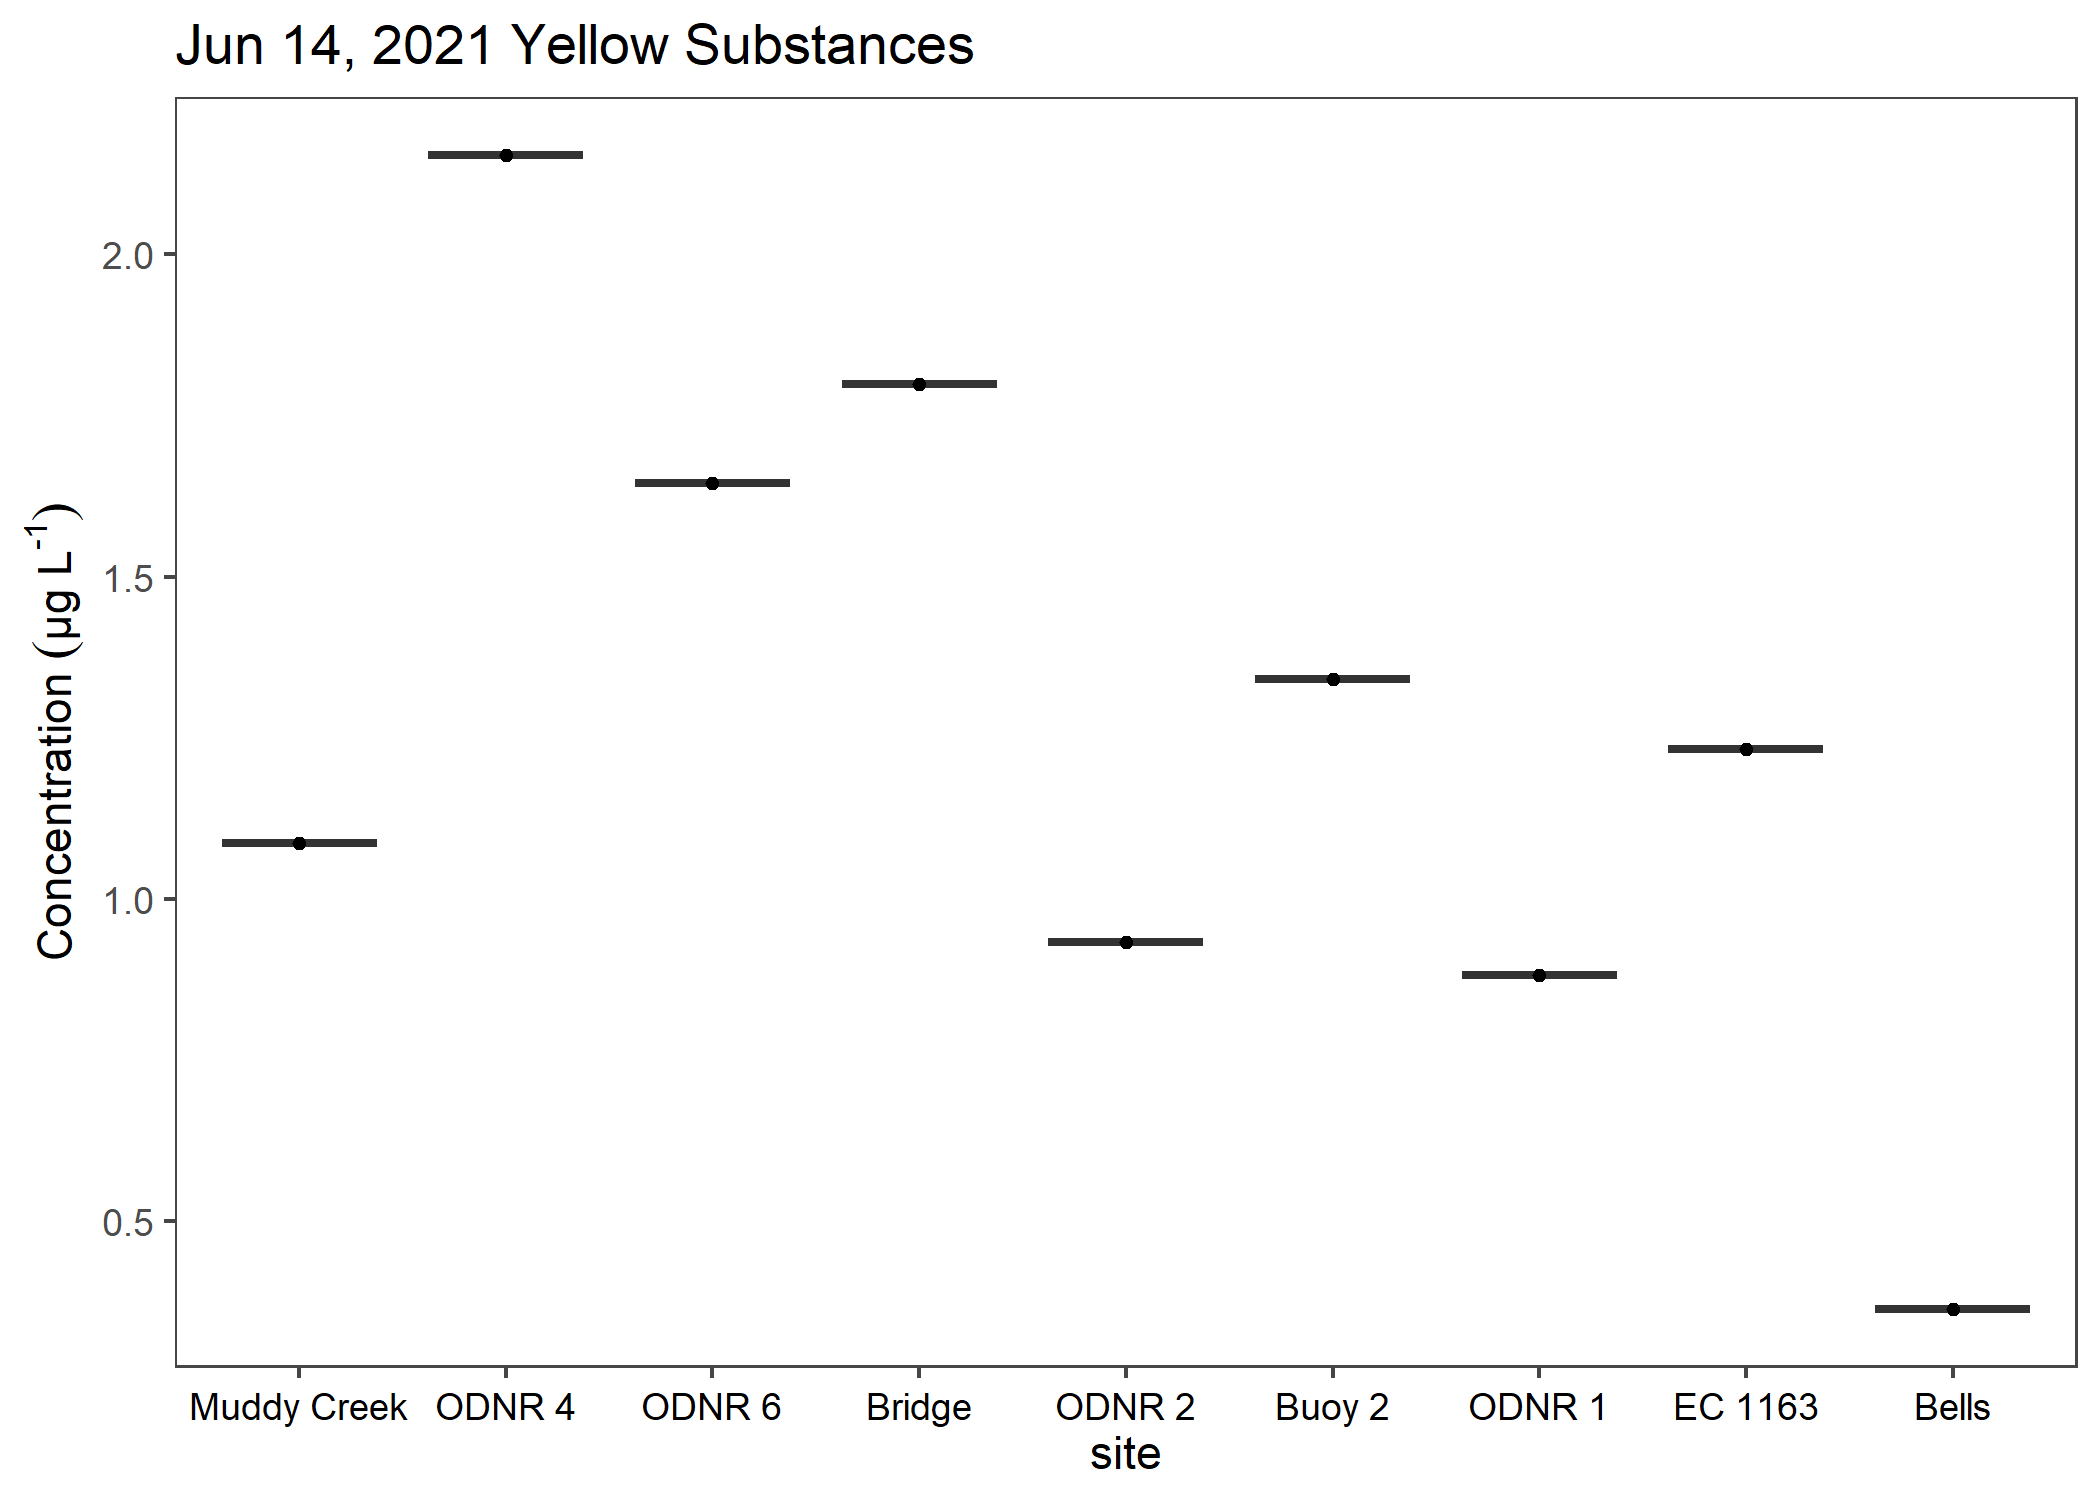 Jun 14, 2021 Yellow Substances
Concentration (µg L-1)
2.0
1.5
1.0
0.5
Muddy Creek ODNR 4 ODNR 6 Bridge ODNR 2 Buoy 2 ODNR 1 EC 1163 Bells
site